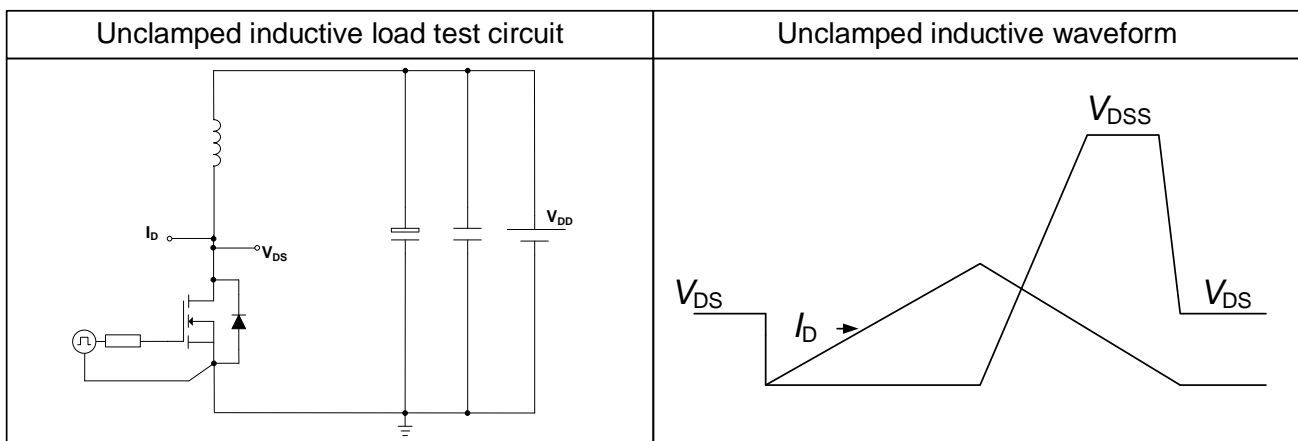 Unclamped inductive load test circuit
Unclamped inductive waveform
VDSS
VDD
ID
VDS
VDS
VDS
ID